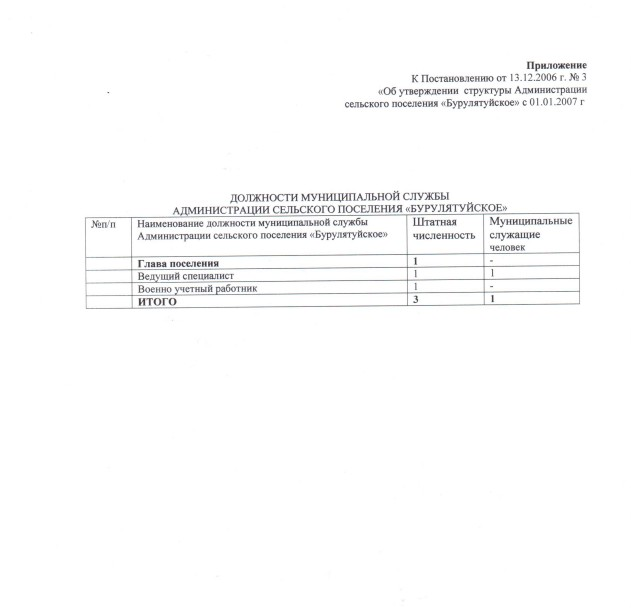 Приложение
К Постановлению от 13.12.2006 г. № 3
«Об утверждении структуры Администрации
сельского поселения «Бурулятуйское» с 01.01.2007 г
ДОЛЖНОСТИ МУНИЦИПАЛЬНОЙ СЛУЖБЫ
АДМИНИСТРАЦИИ СЕЛЬСКОГО ПОСЕЛЕНИЯ «БУРУЛЯТУЙСКОЕ»
№п/п Наименование должности муниципальной службы Штатная Муниципальные
Администрации сельского поселения «Бурулятуйское» численность служащие
человек
Глава поселения 1 -
Ведущий специалист 1 1
Военно учетный работник 1 -
ИТОГО 3 1